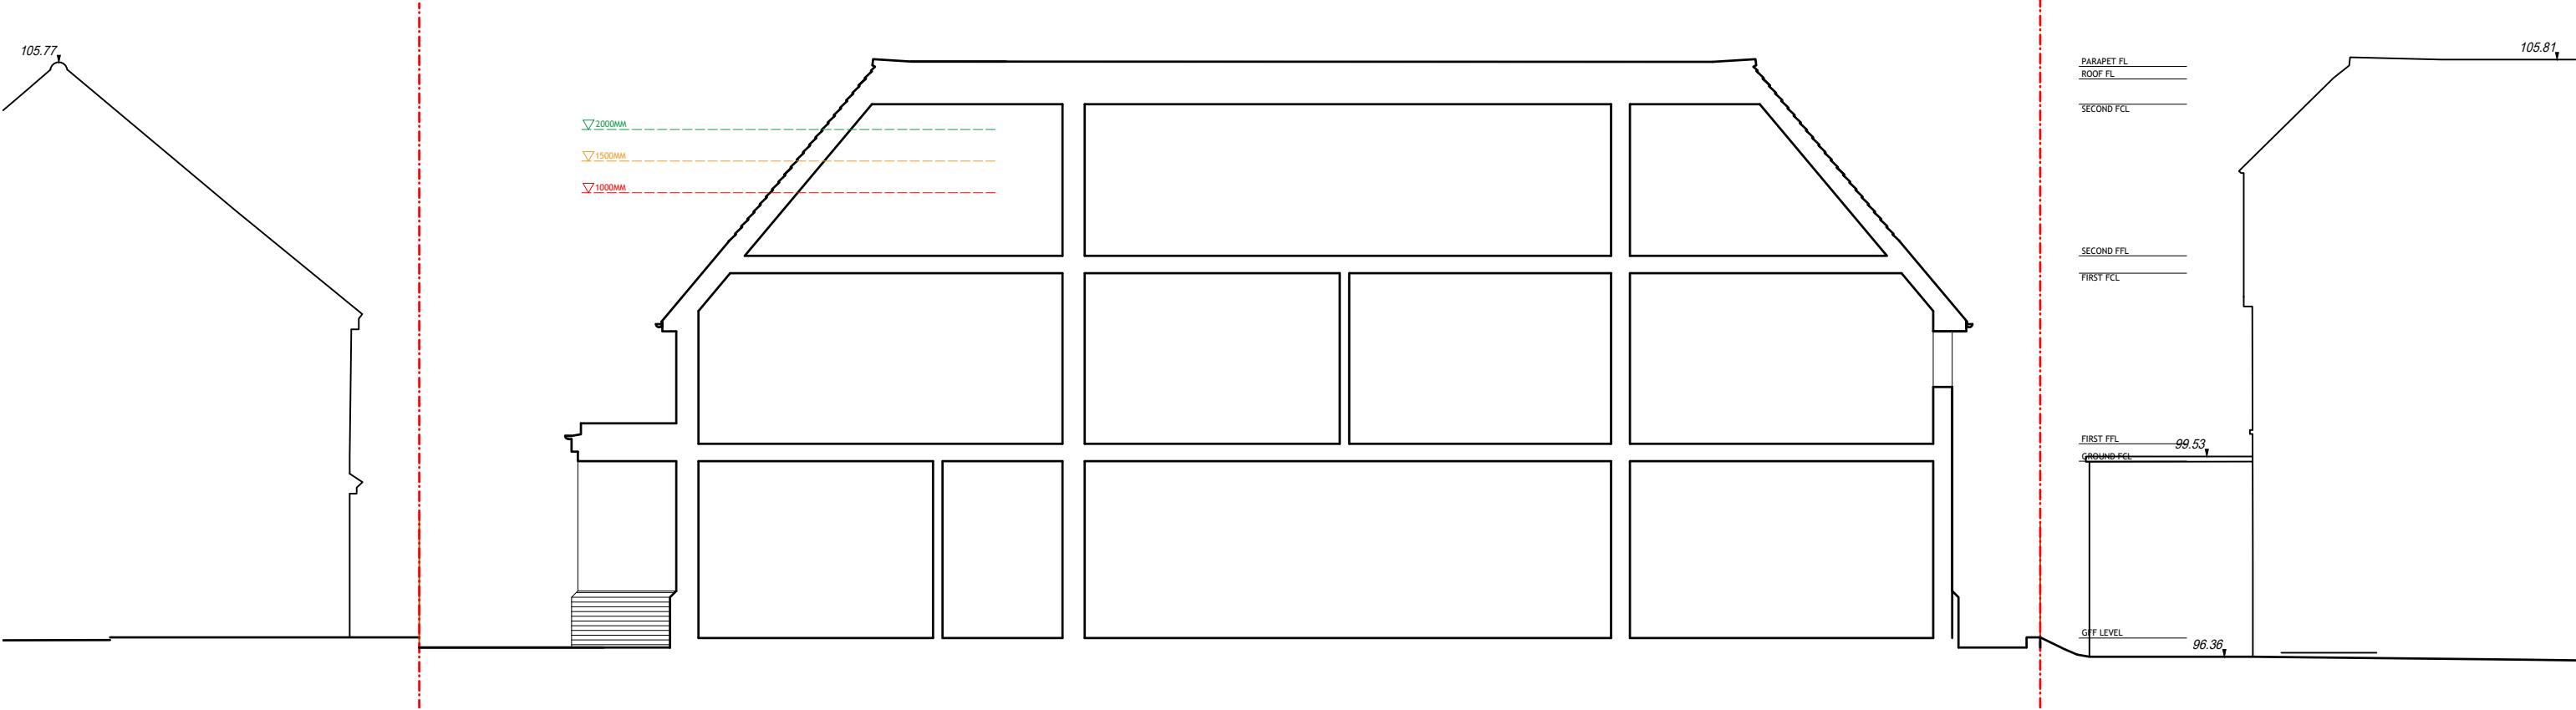 105.77
105.81
PARAPET FL
ROOF FL
SECOND FCL
2000MM
1500MM
1000MM
SECOND FFL
FIRST FCL
FIRST FFL
99.53
GROUND FCL
GFF LEVEL
96.36